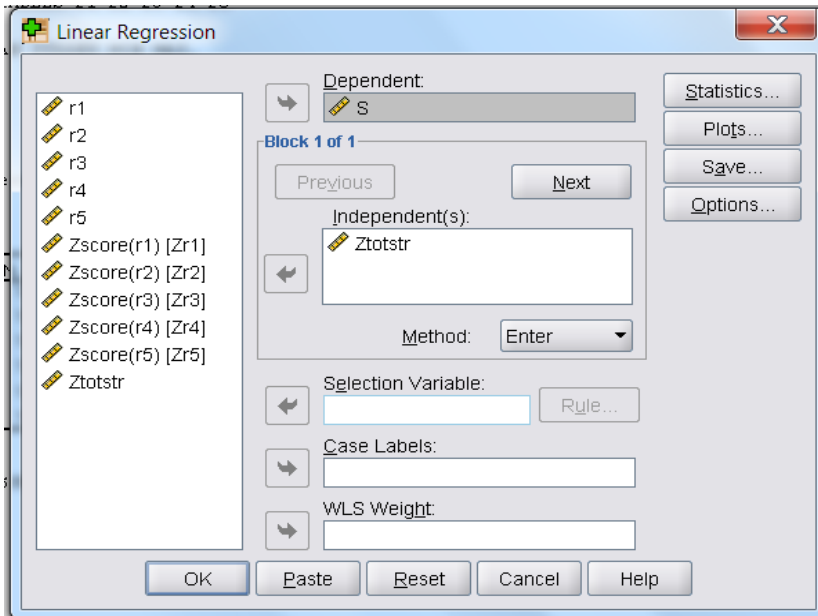 Linear Regression
X
r1
r2
r3
r4
r5
Zscore(r1) [Zr1]
Zscore(r2) [Zr2]
Zscore(r3) [Zr3]
Zscore(r4) [Zr4]
Zscore(r5) [Zr5]
Ztotstr
Dependent:
S
Block 1 of 1
Previous
Next
Independent(s):
Ztotstr
Method: Enter
Selection Variable:
Rule...
Case Labels:
WLS Weight:
Statistics...
Plots...
Save...
Options...
OK Paste Reset Cancel Help